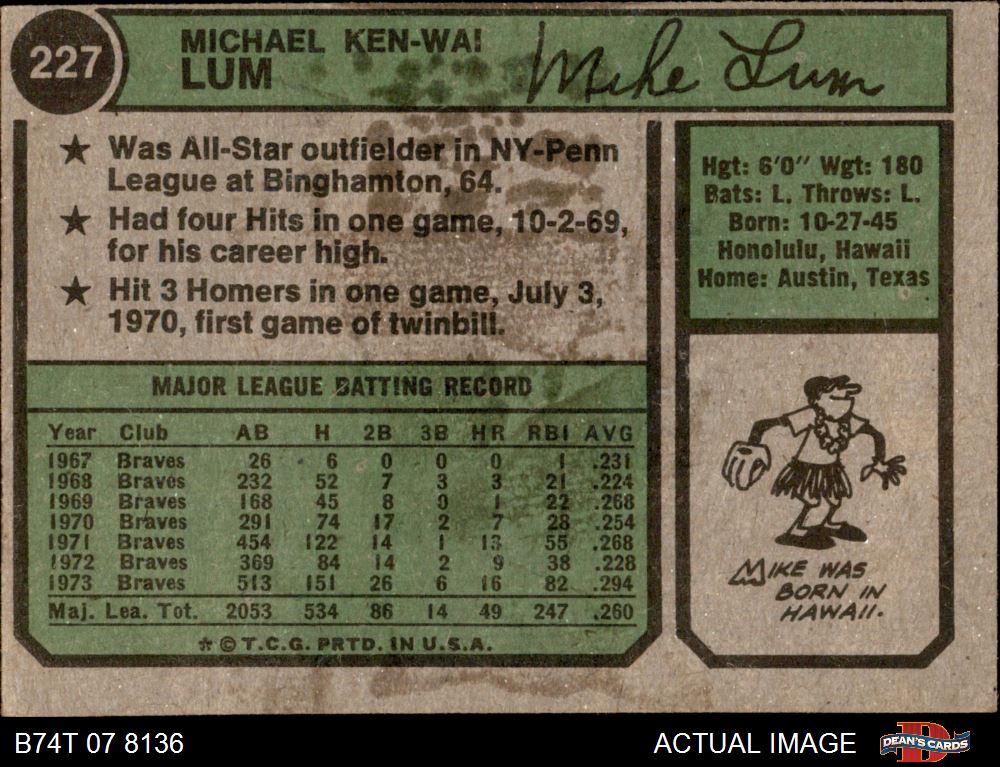 227
MICHAEL KEN-WAI
LUM
Mike Lum
★ Was All-Star outfielder in NY-Penn
League at Binghamton, 64.
★ Had four Hits in one game, 10-2-69,
for his career high.
★ Hit 3 Homers in one game, July 3,
1970, first game of twinbill.
Hgt: 6'0" Wgt: 180
Bats: L. Throws: L.
Born: 10-27-45
Honolulu, Hawaii
Home: Austin, Texas
MAJOR LEAGUE BATTING RECORD
Year Club AB H 2B 3B HR RBI AVG
1967 Braves 26 6 0 0 0 1 .231
1968 Braves 232 52 7 3 3 21 .224
1969 Braves 168 45 8 0 1 22 .268
1970 Braves 291 74 17 2 7 28 .254
1971 Braves 454 122 14 1 13 55 .268
1972 Braves 369 84 14 2 9 38 .228
1973 Braves 513 151 26 6 16 82 .294
Maj. Lea. Tot. 2053 534 86 14 49 247 .260
* © T.C.G. PRTD. IN U.S.A.
MIKE WAS
BORN IN
HAWAII.
B74T 07 8136
ACTUAL IMAGE
D
DEAN'S CARDS